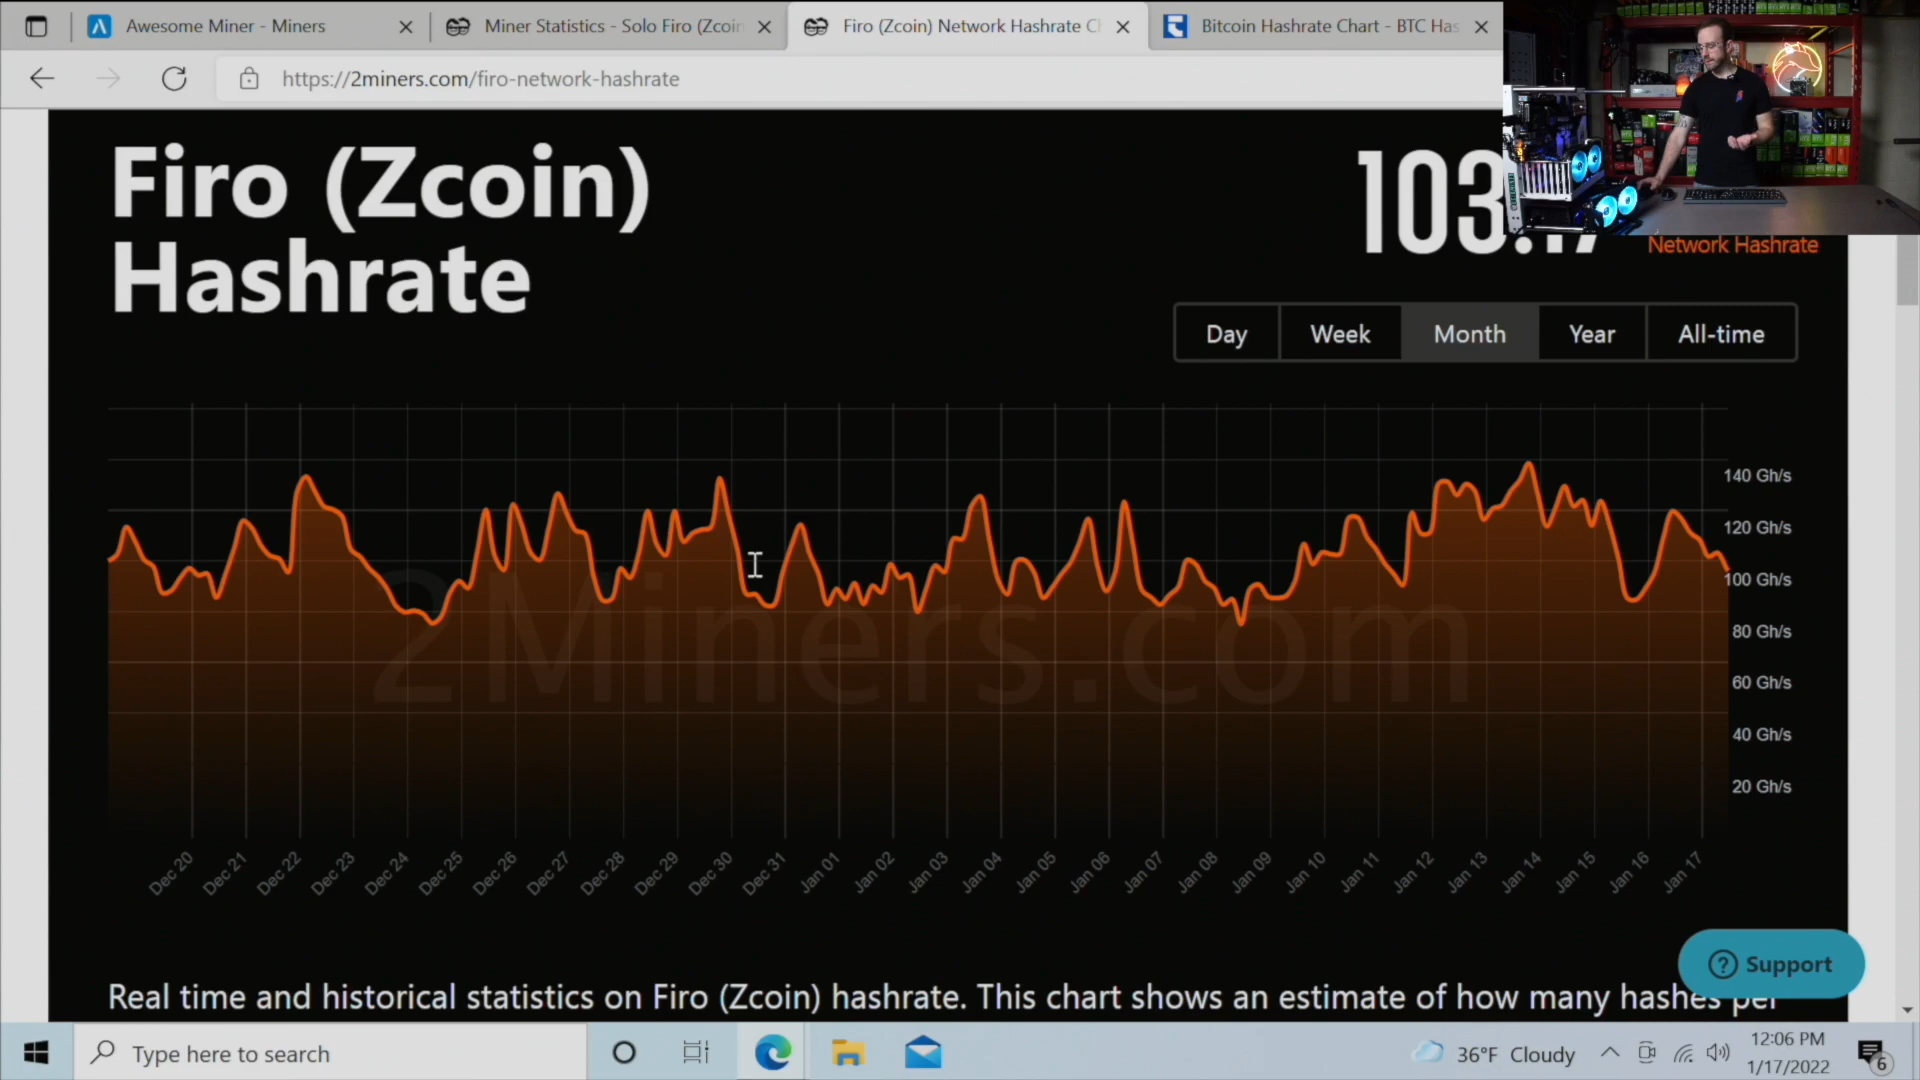 Awesome Miner - Miners
Miner Statistics - Solo Firo (Zcoin
Firo (Zcoin) Network Hashrate Ch
Bitcoin Hashrate Chart - BTC Has
https://2miners.com/firo-network-hashrate
Firo (Zcoin)
Hashrate
103.17
Network Hashrate
Day
Week
Month
Year
All-time
140 Gh/s
120 Gh/s
100 Gh/s
80 Gh/s
60 Gh/s
40 Gh/s
20 Gh/s
2Miners.com
Dec 20
Dec 21
Dec 22
Dec 23
Dec 24
Dec 25
Dec 26
Dec 27
Dec 28
Dec 29
Dec 30
Dec 31
Jan 01
Jan 02
Jan 03
Jan 04
Jan 05
Jan 06
Jan 07
Jan 08
Jan 09
Jan 10
Jan 11
Jan 12
Jan 13
Jan 14
Jan 15
Jan 16
Jan 17
Support
Real time and historical statistics on Firo (Zcoin) hashrate. This chart shows an estimate of how many hashes per
Type here to search
36°F Cloudy
12:06 PM
1/17/2022
6